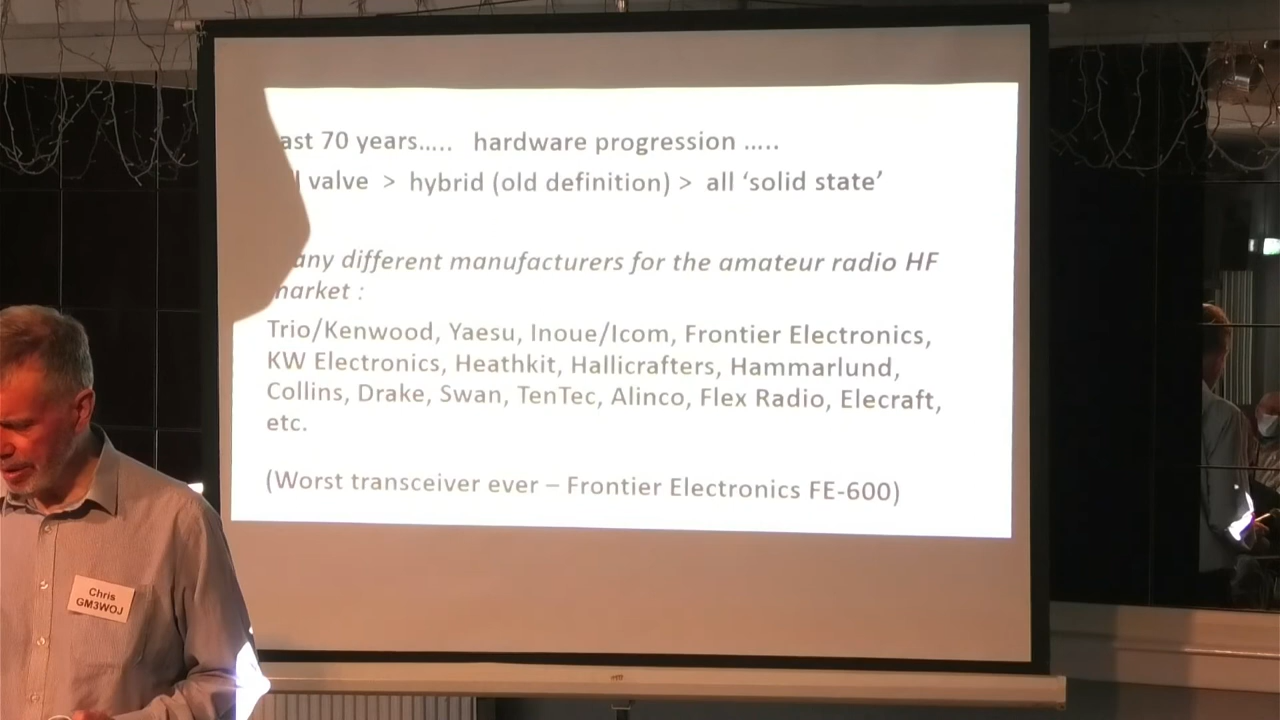 ast 70 years..... hardware progression .....
l valve > hybrid (old definition) > all ‘solid state’
any different manufacturers for the amateur radio HF
market :
Trio/Kenwood, Yaesu, Inoue/Icom, Frontier Electronics,
KW Electronics, Heathkit, Hallicrafters, Hammarlund,
Collins, Drake, Swan, TenTec, Alinco, Flex Radio, Elecraft,
etc.
(Worst transceiver ever – Frontier Electronics FE-600)
Chris
GM3WOJ